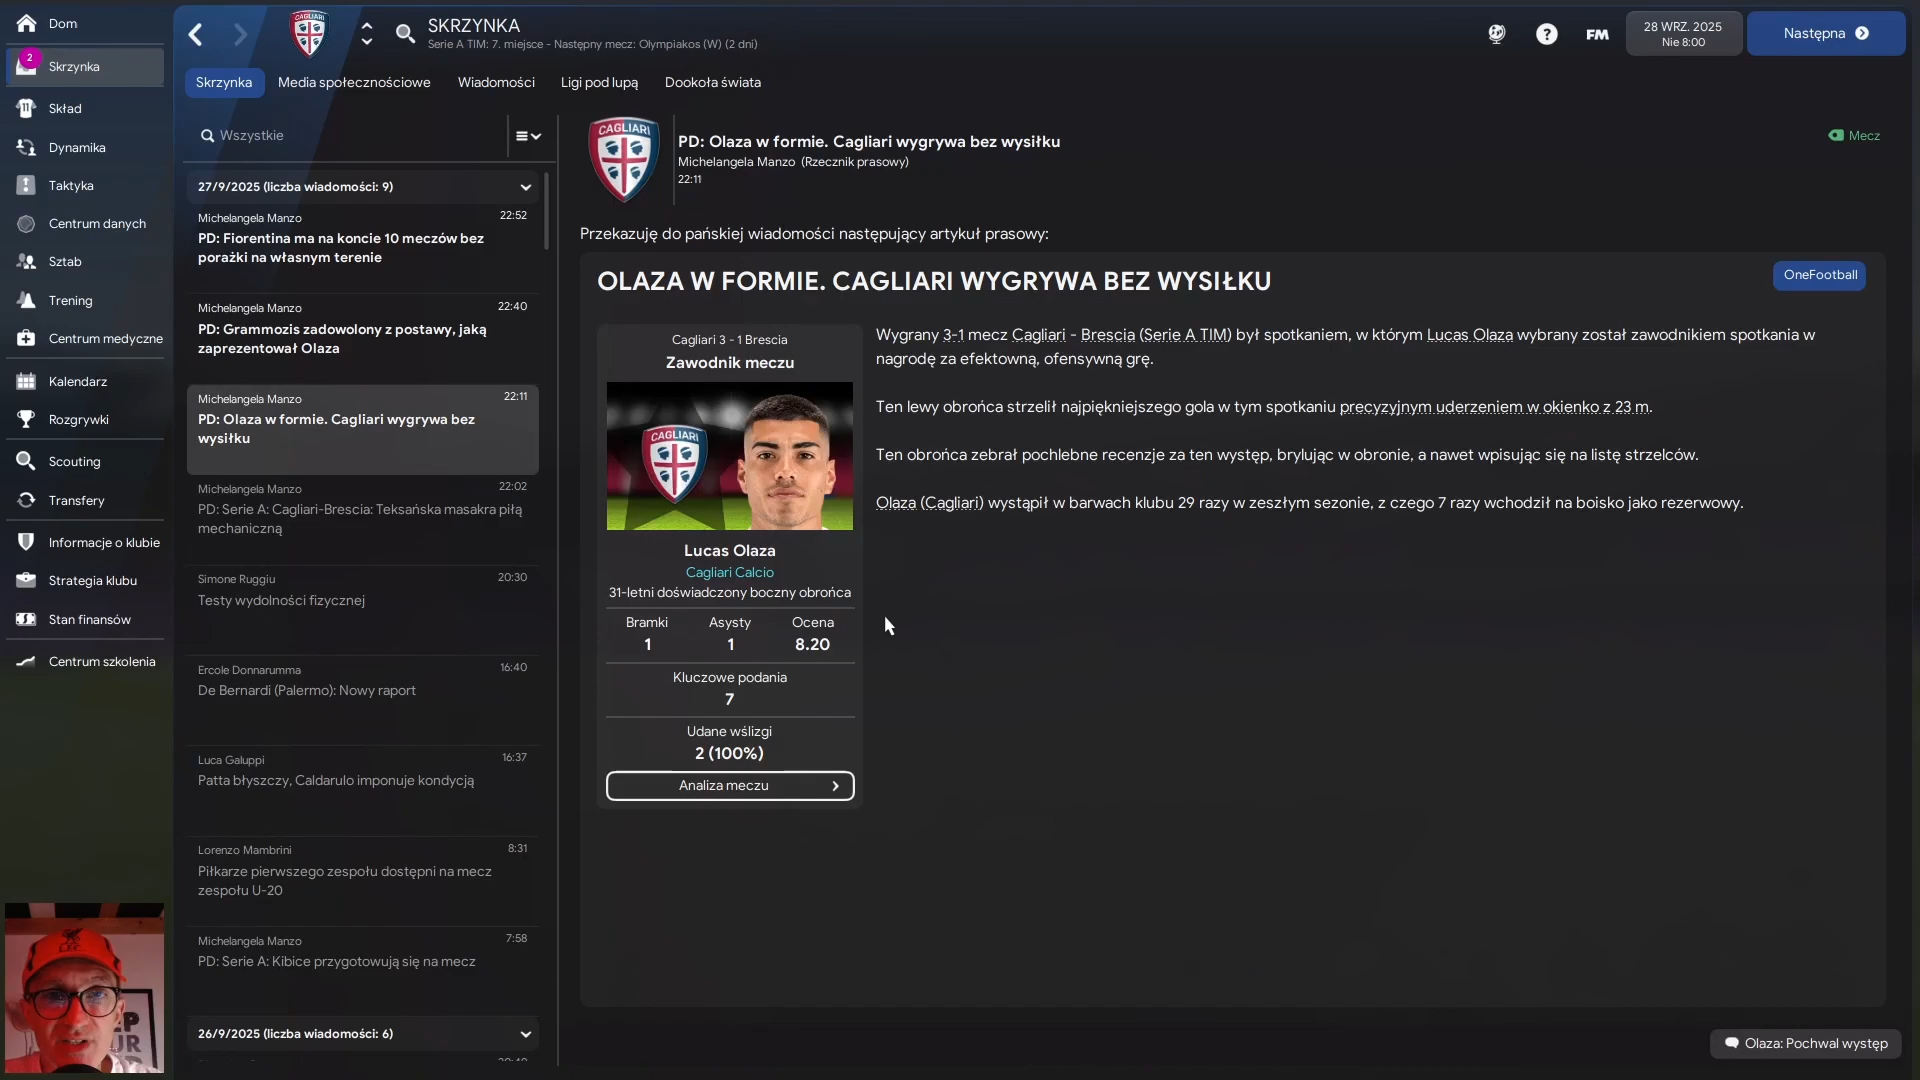 Dom
2
Skrzynka
Skład
Dynamika
Taktyka
Centrum danych
Sztab
Trening
Centrum medyczne
Kalendarz
Rozgrywki
Scouting
Transfery
Informacje o klubie
Strategia klubu
Stan finansów
Centrum szkolenia
CAGLIARI
SKRZYNKA
Serie A TIM: 7. miejsce - Następny mecz: Olympiakos (W) (2 dni)
FM
28 WRZ. 2025
Nie 8:00
Następna
Skrzynka
Media społecznościowe
Wiadomości
Ligi pod lupą
Dookoła świata
Wszystkie
27/9/2025 (liczba wiadomości: 9)
Michelangela Manzo 22:52
PD: Fiorentina ma na koncie 10 meczów bez
porażki na własnym terenie
Michelangela Manzo 22:40
PD: Grammozis zadowolony z postawy, jaką
zaprezentował Olaza
Michelangela Manzo 22:11
PD: Olaza w formie. Cagliari wygrywa bez
wysiłku
Michelangela Manzo 22:02
PD: Serie A: Cagliari-Brescia: Teksańska masakra piłą
mechaniczną
Simone Ruggiu 20:30
Testy wydolności fizycznej
Ercole Donnarumma 16:40
De Bernardi (Palermo): Nowy raport
Luca Galuppi 16:37
Patta błyszczy, Caldarulo imponuje kondycją
Lorenzo Mambrini 8:31
Piłkarze pierwszego zespołu dostępni na mecz
zespołu U-20
Michelangela Manzo 7:58
PD: Serie A: Kibice przygotowują się na mecz
26/9/2025 (liczba wiadomości: 6)
CAGLIARI
PD: Olaza w formie. Cagliari wygrywa bez wysiłku
Michelangela Manzo (Rzecznik prasowy)
22:11
Mecz
Przekazuję do pańskiej wiadomości następujący artykuł prasowy:
OLAZA W FORMIE. CAGLIARI WYGRYWA BEZ WYSIŁKU
OneFootball
Cagliari 3 - 1 Brescia
Zawodnik meczu
CAGLIARI
Lucas Olaza
Cagliari Calcio
31-letni doświadczony boczny obrońca
Bramki Asysty Ocena
1 1 8.20
Kluczowe podania
7
Udane wślizgi
2 (100%)
Analiza meczu
Wygrany 3-1 mecz Cagliari - Brescia (Serie A TIM) był spotkaniem, w którym Lucas Olaza wybrany został zawodnikiem spotkania w
nagrodę za efektowną, ofensywną grę.
Ten lewy obrońca strzelił najpiękniejszego gola w tym spotkaniu precyzyjnym uderzeniem w okienko z 23 m.
Ten obrońca zebrał pochlebne recenzje za ten występ, brylując w obronie, a nawet wpisując się na listę strzelców.
Olaza (Cagliari) wystąpił w barwach klubu 29 razy w zeszłym sezonie, z czego 7 razy wchodził na boisko jako rezerwowy.
Olaza: Pochwal występ